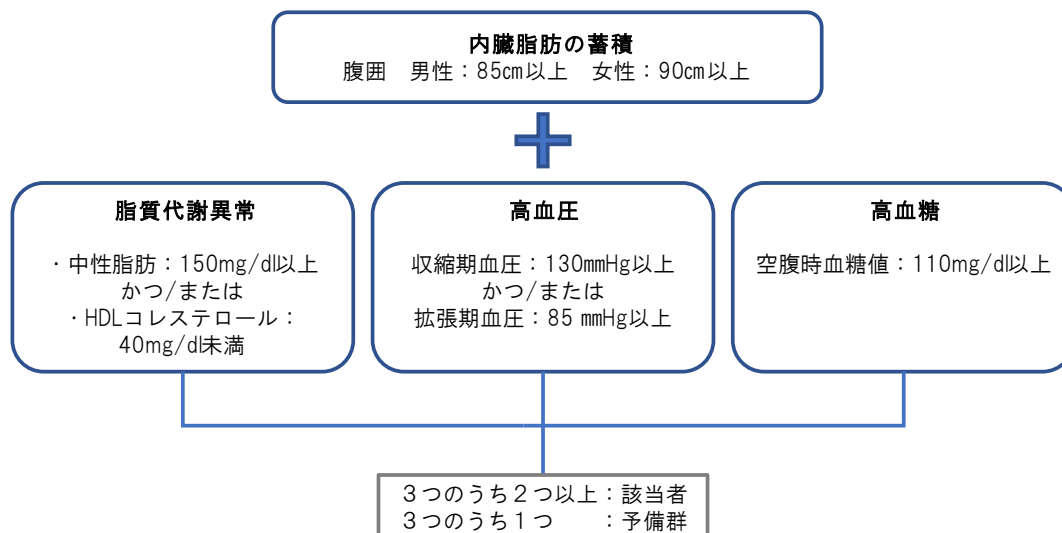 内臓脂肪の蓄積
腹囲　男性：85㎝以上　女性：90㎝以上
脂質代謝異常
・中性脂肪：150mg/㎗以上
かつ/または
・HDLコレステロール：
40mg/㎗未満
高血圧
収縮期血圧：130mmHg以上
かつ/または
拡張期血圧：85 mmHg以上
高血糖
空腹時血糖値：110mg/㎗以上
３つのうち２つ以上：該当者
３つのうち１つ　　：予備群